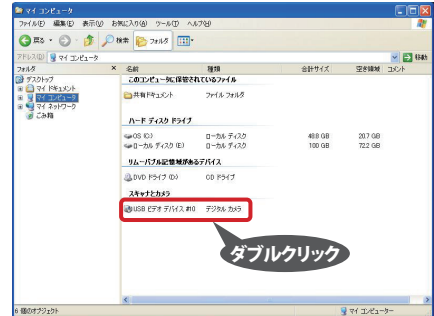 マイ コンピュータ
ファイル(F) 編集(E) 表示(V) お気に入り(A) ツール(T) ヘルプ(H)
戻る 検索 フォルダ
アドレス(D) マイ コンピュータ 移動
フォルダ × 名前 種類 合計サイズ 空き領域 コメント
デスクトップ
マイ ドキュメント
マイ コンピュータ
マイ ネットワーク
ごみ箱
このコンピュータに保管されているファイル
共有ドキュメント ファイル フォルダ
ハード ディスク ドライブ
OS (C:) ローカル ディスク 48.8 GB 20.7 GB
ローカル ディスク (E:) ローカル ディスク 100 GB 72.2 GB
リムーバブル記憶域があるデバイス
DVD ドライブ (D:) CD ドライブ
スキャナとカメラ
USB ビデオ デバイス #10 デジタル カメラ
ダブルクリック
6 個のオブジェクト マイ コンピューター